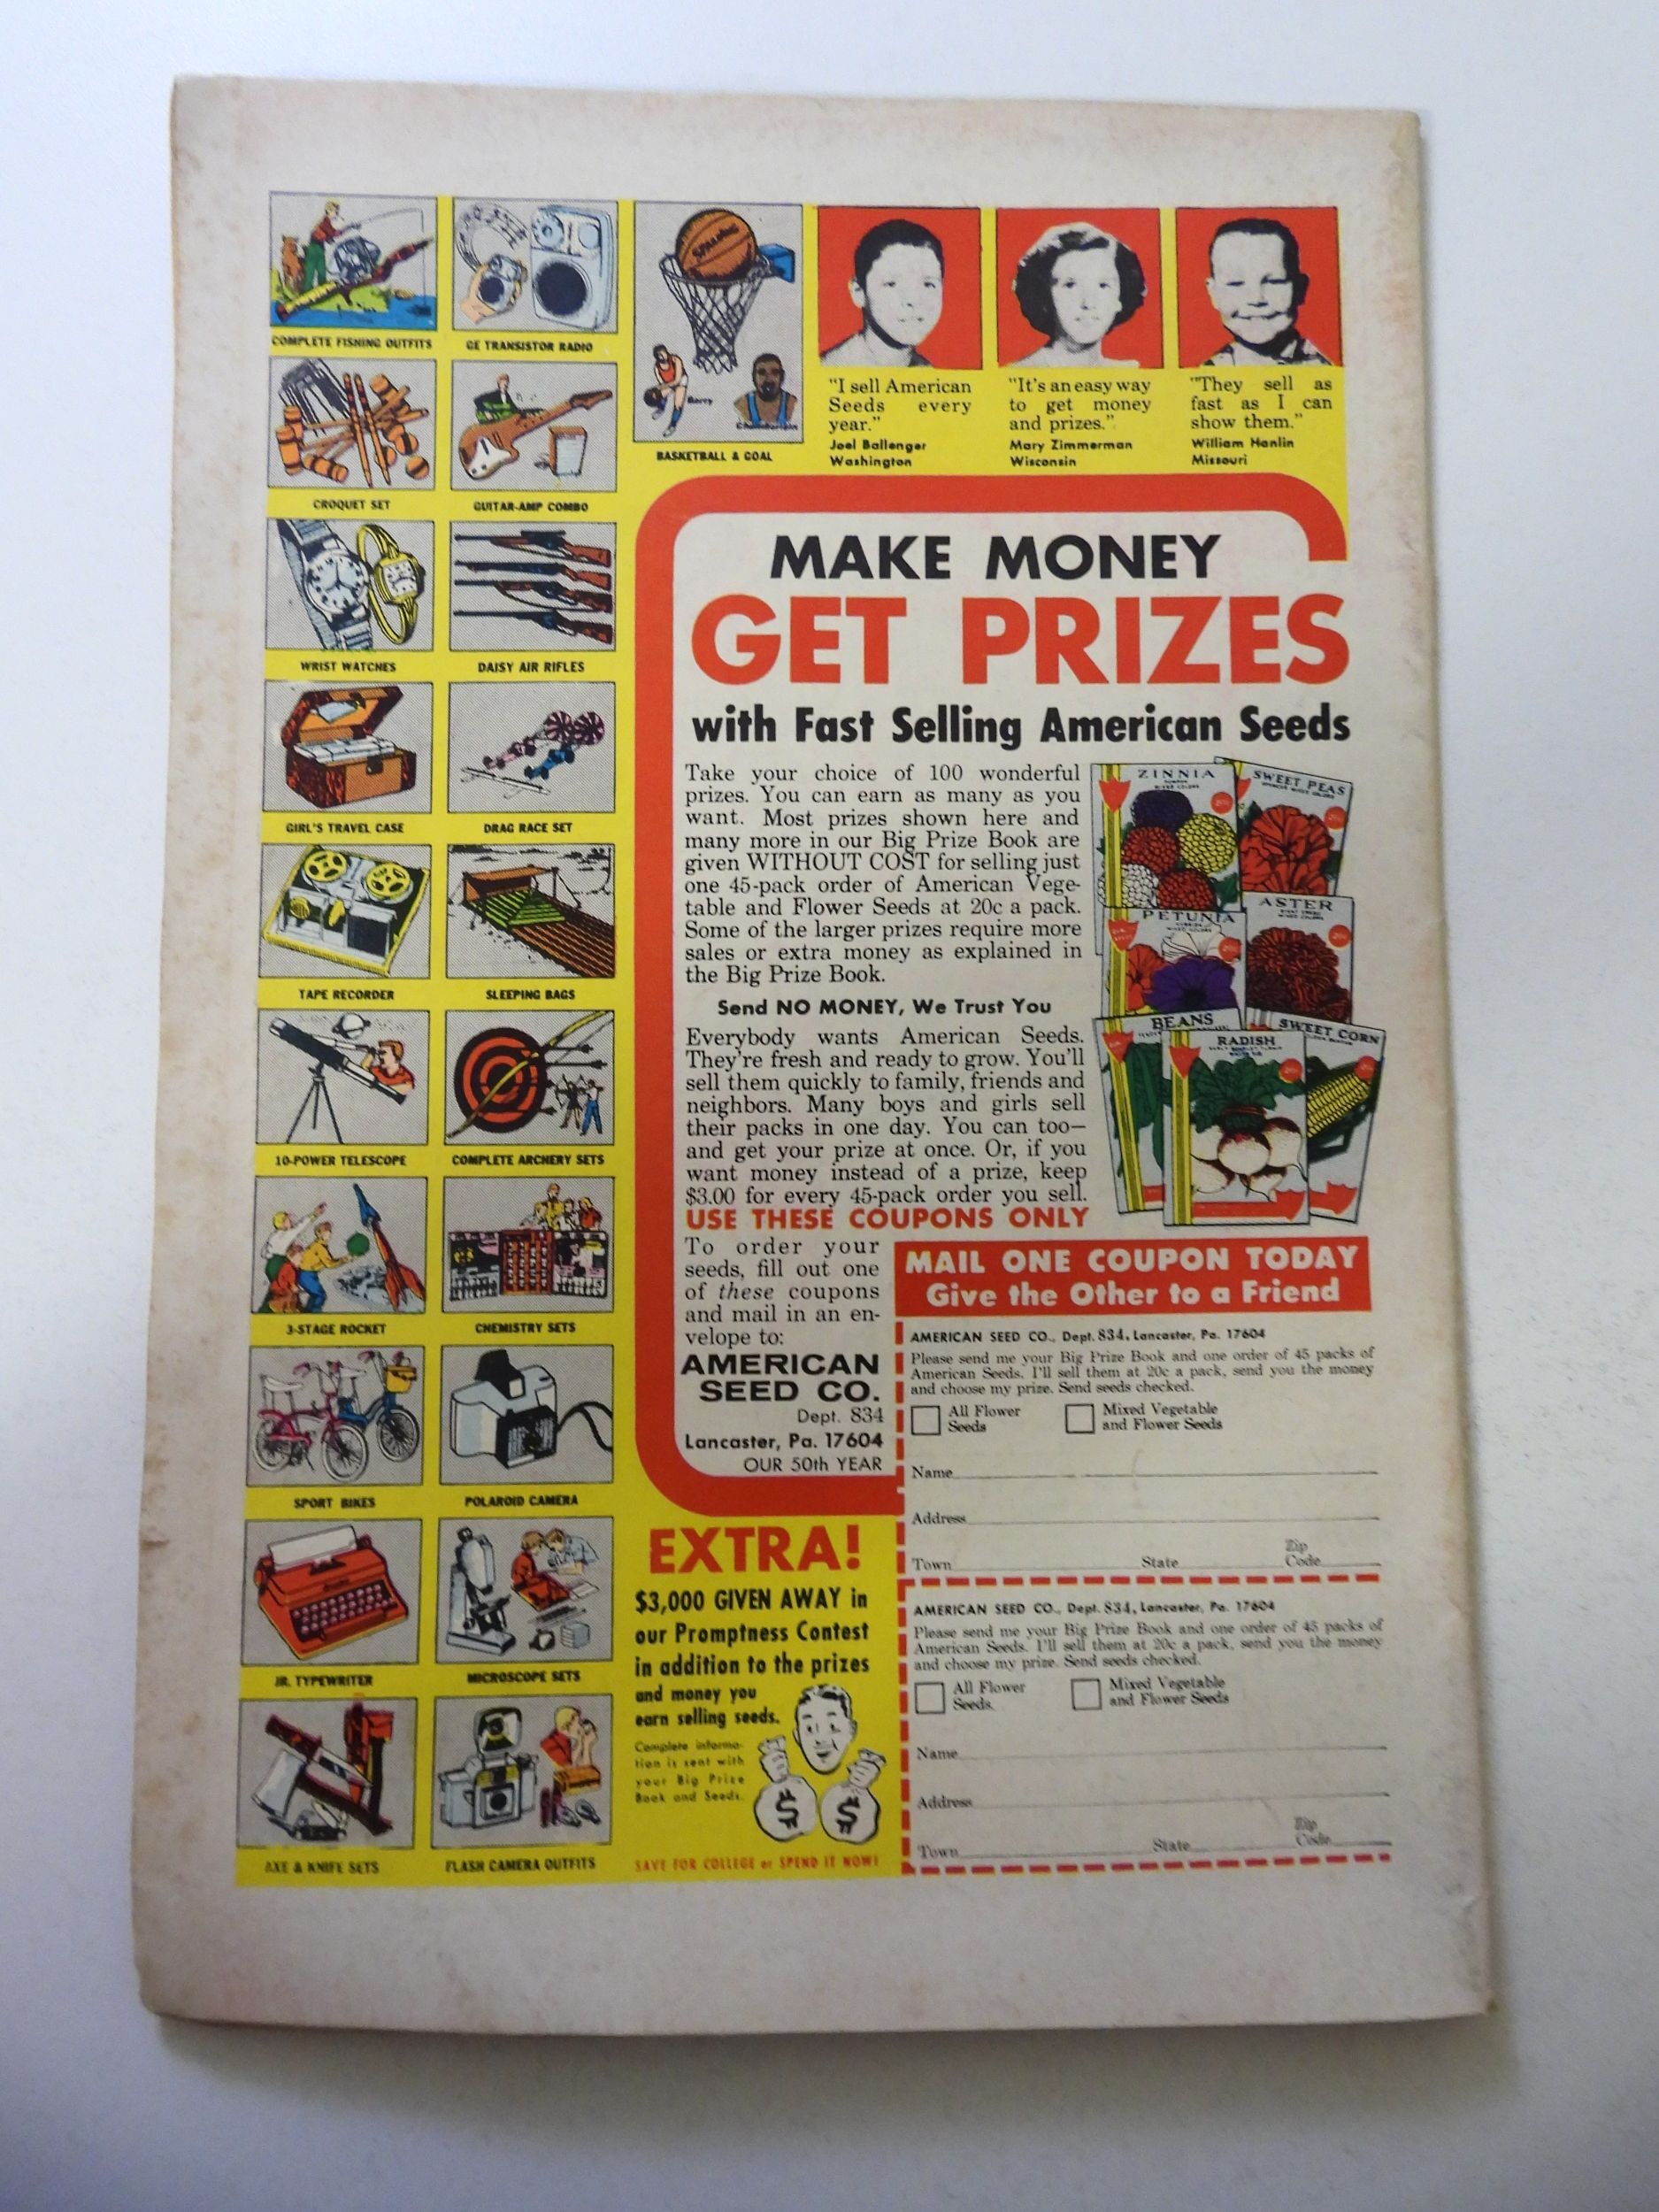 COMPLETE FISHING OUTFITS
GE TRANSISTOR RADIO
SPALDING
Barry
Chamberlain
BASKETBALL & GOAL
"I sell American
Seeds every
year."
Joel Ballenger
Washington
"It's an easy way
to get money
and prizes."
Mary Zimmerman
Wisconsin
"They sell as
fast as I can
show them."
William Hanlin
Missouri
CROQUET SET
GUITAR-AMP COMBO
WRIST WATCHES
DAISY AIR RIFLES
GIRL'S TRAVEL CASE
DRAG RACE SET
TAPE RECORDER
SLEEPING BAGS
10-POWER TELESCOPE
COMPLETE ARCHERY SETS
3-STAGE ROCKET
CHEMISTRY SETS
SPORT BIKES
POLAROID CAMERA
JR. TYPEWRITER
MICROSCOPE SETS
AXE & KNIFE SETS
FLASH CAMERA OUTFITS
MAKE MONEY
GET PRIZES
with Fast Selling American Seeds
Take your choice of 100 wonderful
prizes. You can earn as many as you
want. Most prizes shown here and
many more in our Big Prize Book are
given WITHOUT COST for selling just
one 45-pack order of American Vege-
table and Flower Seeds at 20c a pack.
Some of the larger prizes require more
sales or extra money as explained in
the Big Prize Book.
Send NO MONEY, We Trust You
Everybody wants American Seeds.
They're fresh and ready to grow. You'll
sell them quickly to family, friends and
neighbors. Many boys and girls sell
their packs in one day. You can too—
and get your prize at once. Or, if you
want money instead of a prize, keep
$3.00 for every 45-pack order you sell.
USE THESE COUPONS ONLY
ZINNIA
MIXED COLORS
SWEET PEAS
PETUNIA
MIXED COLORS
ASTER
BEANS
RADISH
SWEET CORN
To order your
seeds, fill out one
of these coupons
and mail in an en-
velope to:
AMERICAN
SEED CO.
Dept. 834
Lancaster, Pa. 17604
OUR 50th YEAR
MAIL ONE COUPON TODAY
Give the Other to a Friend
AMERICAN SEED CO., Dept. 834, Lancaster, Pa. 17604
Please send me your Big Prize Book and one order of 45 packs of
American Seeds. I'll sell them at 20c a pack, send you the money
and choose my prize. Send seeds checked.
All Flower
Seeds
Mixed Vegetable
and Flower Seeds
Name
Address
Town State Zip
Code
AMERICAN SEED CO., Dept. 834, Lancaster, Pa. 17604
Please send me your Big Prize Book and one order of 45 packs of
American Seeds. I'll sell them at 20c a pack, send you the money
and choose my prize. Send seeds checked.
All Flower
Seeds.
Mixed Vegetable
and Flower Seeds
Name
Address
Town State Zip
Code
EXTRA!
$3,000 GIVEN AWAY in
our Promptness Contest
in addition to the prizes
and money you
earn selling seeds.
Complete informa-
tion is sent with
your Big Prize
Book and Seeds.
$ $
SAVE FOR COLLEGE or SPEND IT NOW!